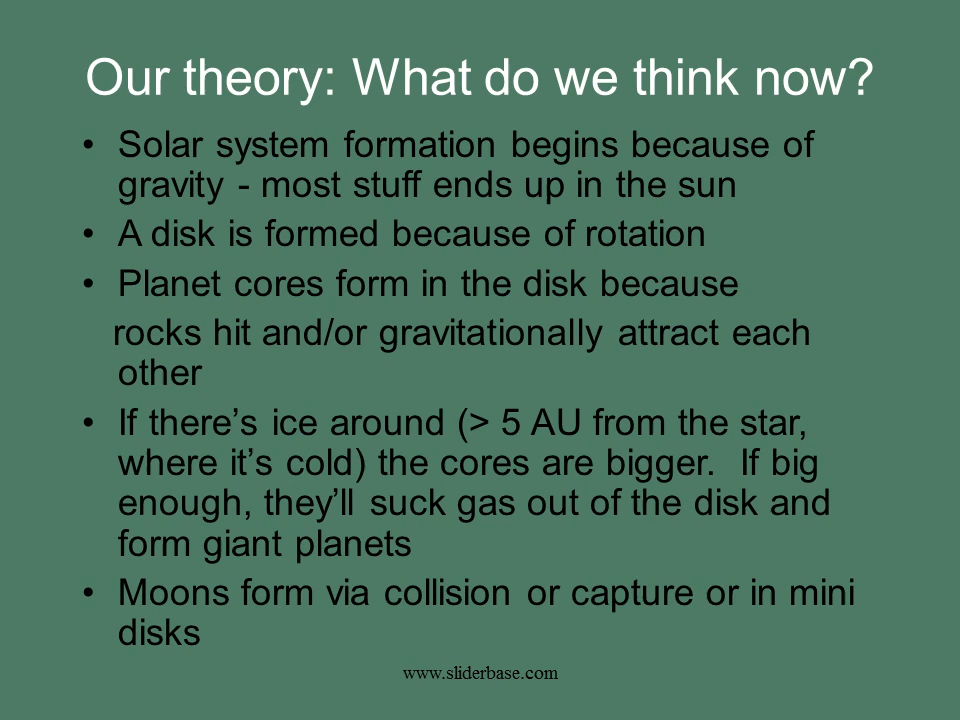 Our theory: What do we think now?
• Solar system formation begins because of
gravity - most stuff ends up in the sun
• A disk is formed because of rotation
• Planet cores form in the disk because
rocks hit and/or gravitationally attract each
other
• If there’s ice around (> 5 AU from the star,
where it’s cold) the cores are bigger.  If big
enough, they’ll suck gas out of the disk and
form giant planets
• Moons form via collision or capture or in mini
disks
www.sliderbase.com